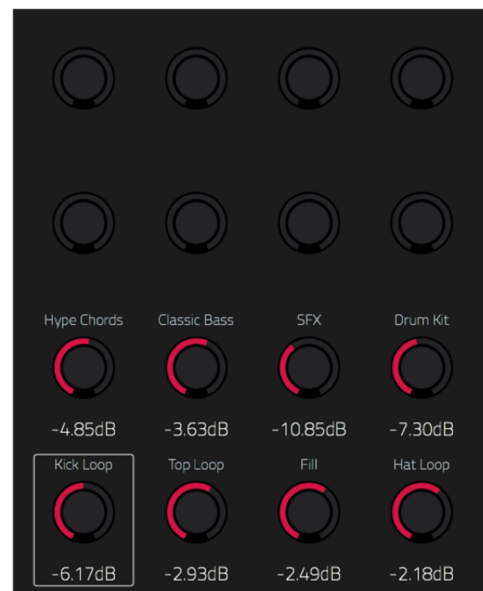 Hype Chords Classic Bass SFX Drum Kit
-4.85dB -3.63dB -10.85dB -7.30dB
Kick Loop Top Loop Fill Hat Loop
-6.17dB -2.93dB -2.49dB -2.18dB